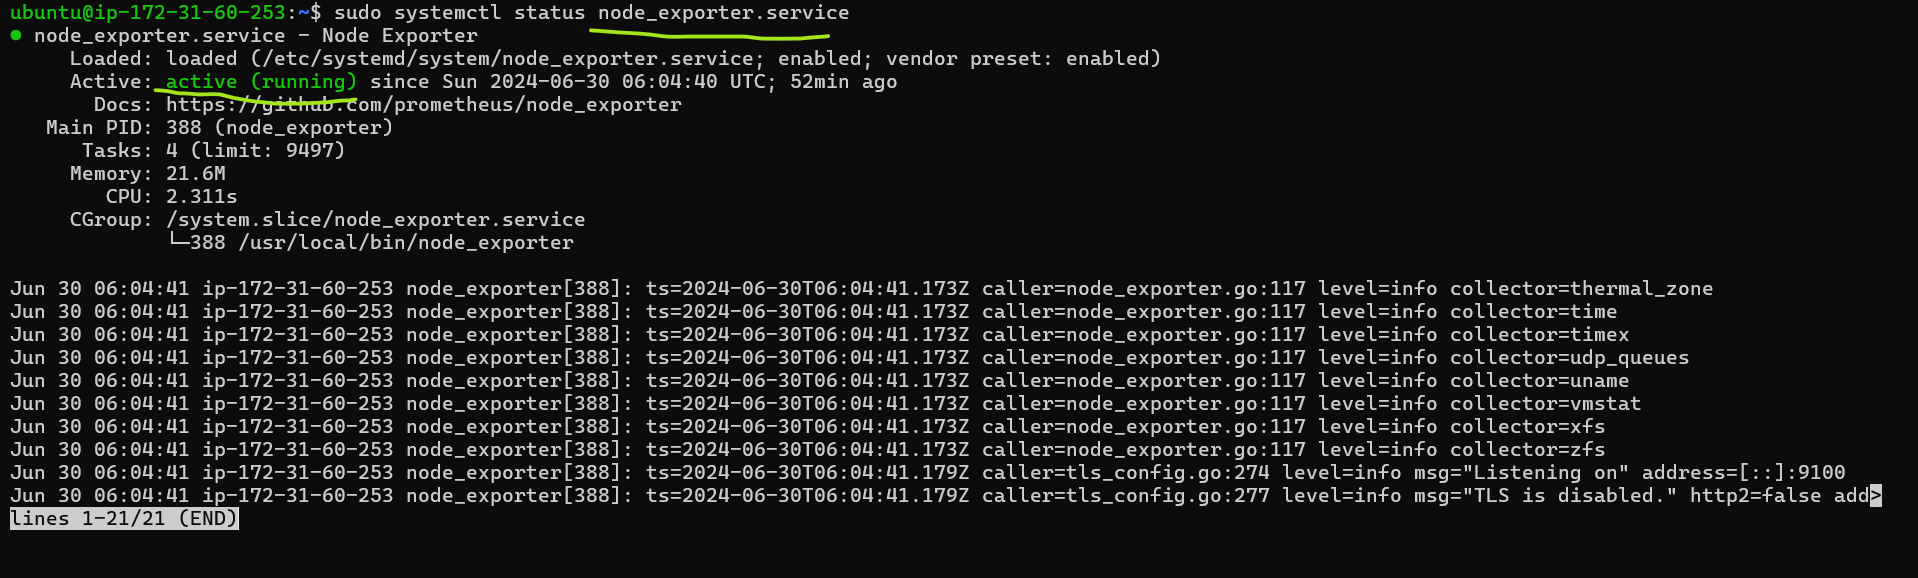 ubuntu@ip-172-31-60-253:~$ sudo systemctl status node_exporter.service
● node_exporter.service - Node Exporter
     Loaded: loaded (/etc/systemd/system/node_exporter.service; enabled; vendor preset: enabled)
     Active: active (running) since Sun 2024-06-30 06:04:40 UTC; 52min ago
       Docs: https://github.com/prometheus/node_exporter
   Main PID: 388 (node_exporter)
      Tasks: 4 (limit: 9497)
     Memory: 21.6M
        CPU: 2.311s
     CGroup: /system.slice/node_exporter.service
             └─388 /usr/local/bin/node_exporter

Jun 30 06:04:41 ip-172-31-60-253 node_exporter[388]: ts=2024-06-30T06:04:41.173Z caller=node_exporter.go:117 level=info collector=thermal_zone
Jun 30 06:04:41 ip-172-31-60-253 node_exporter[388]: ts=2024-06-30T06:04:41.173Z caller=node_exporter.go:117 level=info collector=time
Jun 30 06:04:41 ip-172-31-60-253 node_exporter[388]: ts=2024-06-30T06:04:41.173Z caller=node_exporter.go:117 level=info collector=timex
Jun 30 06:04:41 ip-172-31-60-253 node_exporter[388]: ts=2024-06-30T06:04:41.173Z caller=node_exporter.go:117 level=info collector=udp_queues
Jun 30 06:04:41 ip-172-31-60-253 node_exporter[388]: ts=2024-06-30T06:04:41.173Z caller=node_exporter.go:117 level=info collector=uname
Jun 30 06:04:41 ip-172-31-60-253 node_exporter[388]: ts=2024-06-30T06:04:41.173Z caller=node_exporter.go:117 level=info collector=vmstat
Jun 30 06:04:41 ip-172-31-60-253 node_exporter[388]: ts=2024-06-30T06:04:41.173Z caller=node_exporter.go:117 level=info collector=xfs
Jun 30 06:04:41 ip-172-31-60-253 node_exporter[388]: ts=2024-06-30T06:04:41.173Z caller=node_exporter.go:117 level=info collector=zfs
Jun 30 06:04:41 ip-172-31-60-253 node_exporter[388]: ts=2024-06-30T06:04:41.179Z caller=tls_config.go:274 level=info msg="Listening on" address=[::]:9100
Jun 30 06:04:41 ip-172-31-60-253 node_exporter[388]: ts=2024-06-30T06:04:41.179Z caller=tls_config.go:277 level=info msg="TLS is disabled." http2=false add>
lines 1-21/21 (END)